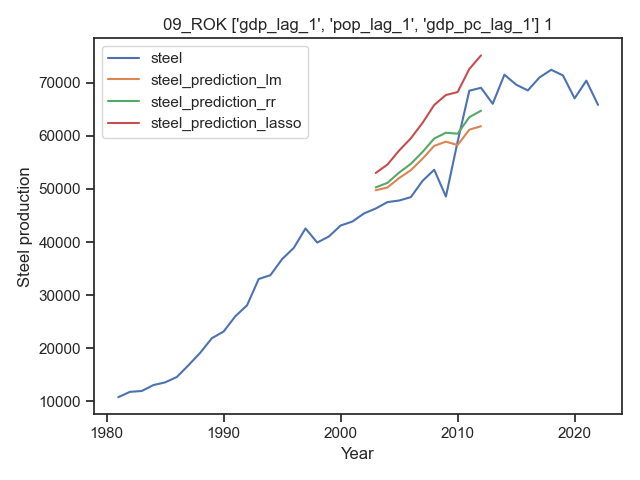 09_ROK ['gdp_lag_1', 'pop_lag_1', 'gdp_pc_lag_1'] 1
steel
steel_prediction_lm
steel_prediction_rr
steel_prediction_lasso
Steel production
70000
60000
50000
40000
30000
20000
10000
1980 1990 2000 2010 2020
Year